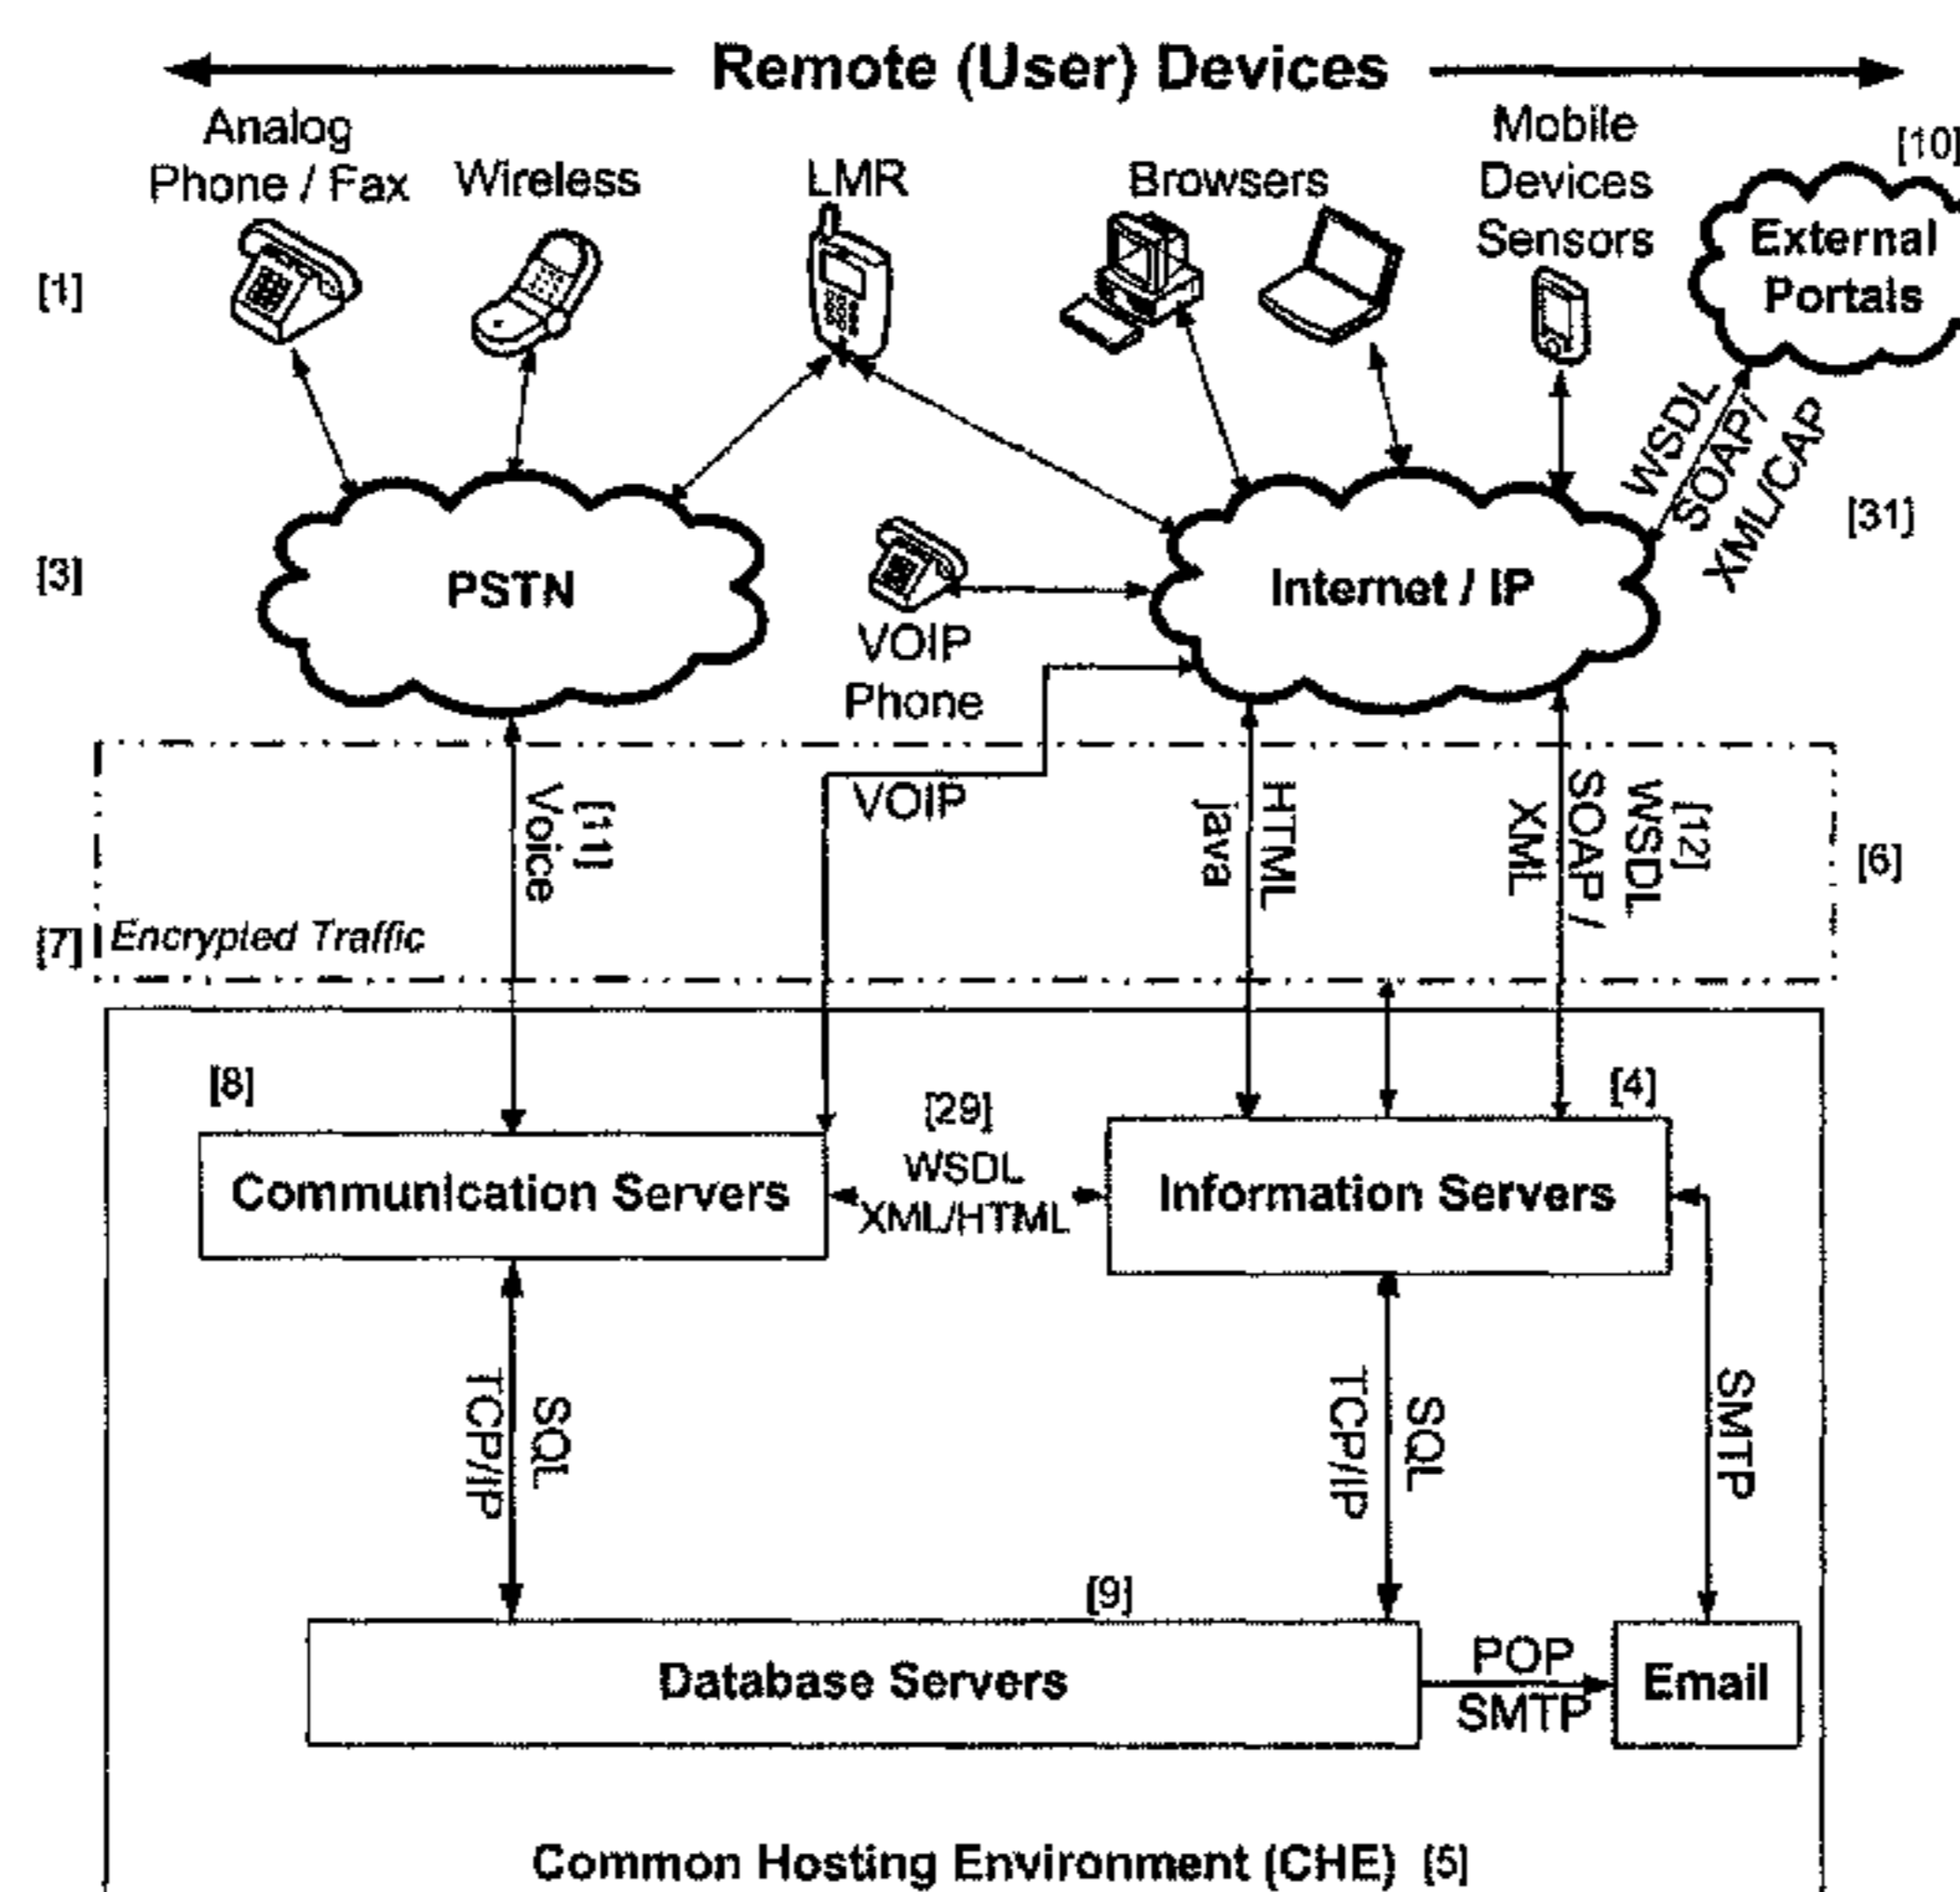 Remote (User) Devices
Analog
Phone / Fax
Wireless
LMR
Browsers
Mobile
Devices
Sensors
[10]
External
Portals
[1]
WSDL
SOAP/
XML/CAP
[31]
[3]
PSTN
Internet / IP
VOIP
Phone
[11]
Voice
VOIP
HTML
java
[12]
WSDL
SOAP /
XML
[6]
[7]
Encrypted Traffic
[8]
[4]
[29]
WSDL
XML/HTML
Communication Servers
Information Servers
SQL
TCP/IP
SQL
TCP/IP
SMTP
[9]
Database Servers
POP
SMTP
Email
Common Hosting Environment (CHE) [5]